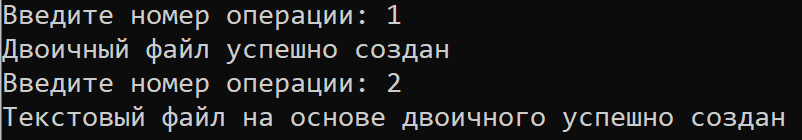 Введите номер операции: 1
Двоичный файл успешно создан
Введите номер операции: 2
Текстовый файл на основе двоичного успешно создан